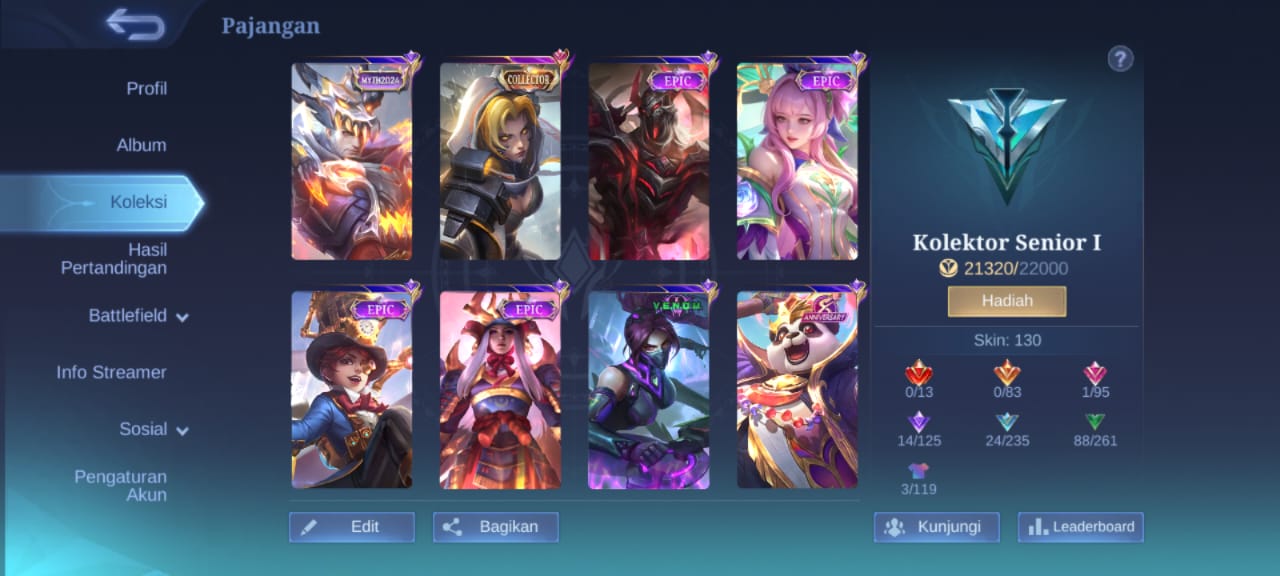 Pajangan
?
Profil
Album
Koleksi
Hasil
Pertandingan
Battlefield
Info Streamer
Sosial
Pengaturan
Akun
MYTH2024
COLLECTOR
EPIC
EPIC
EPIC
EPIC
V.E.N.O.M
8
ANNIVERSARY
Edit
Bagikan
Kolektor Senior I
21320/22000
Hadiah
Skin: 130
0/13 0/83 1/95
14/125 24/235 88/261
3/119
Kunjungi
Leaderboard